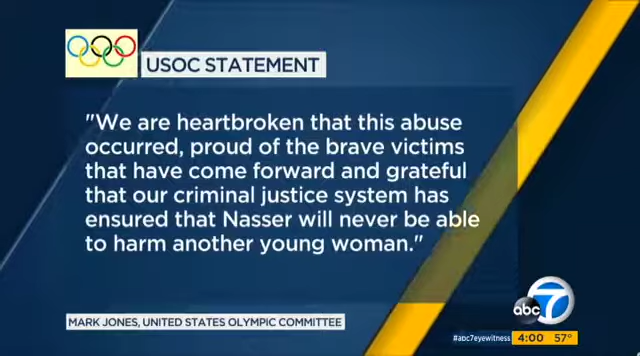 USOC STATEMENT
"We are heartbroken that this abuse
occurred, proud of the brave victims
that have come forward and grateful
that our criminal justice system has
ensured that Nasser will never be able
to harm another young woman."
MARK JONES, UNITED STATES OLYMPIC COMMITTEE
abc 7
#abc7eyewitness 4:00 57°